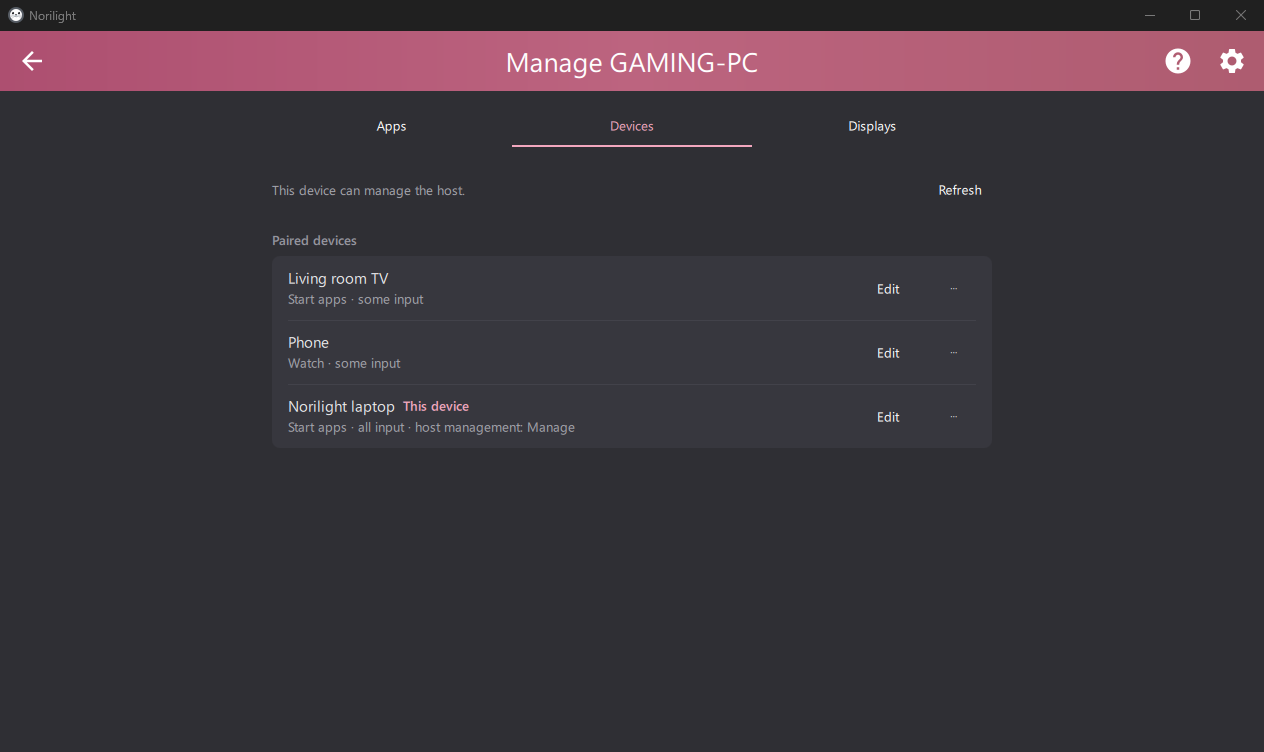 Norilight
Manage GAMING-PC
Apps
Devices
Displays
This device can manage the host.
Refresh
Paired devices
Living room TV
Start apps · some input
Edit
...
Phone
Watch · some input
Edit
...
Norilight laptop This device
Start apps · all input · host management: Manage
Edit
...